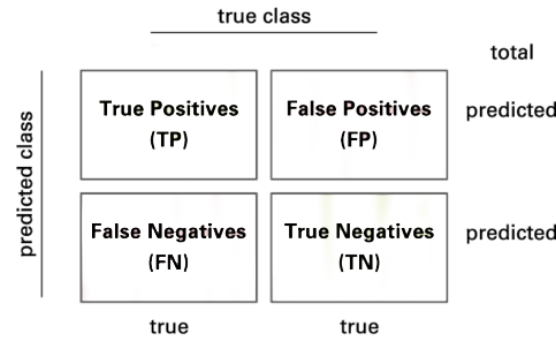 true class
total
predicted class
True Positives
(TP)
False Positives
(FP)
predicted
False Negatives
(FN)
True Negatives
(TN)
predicted
true
true